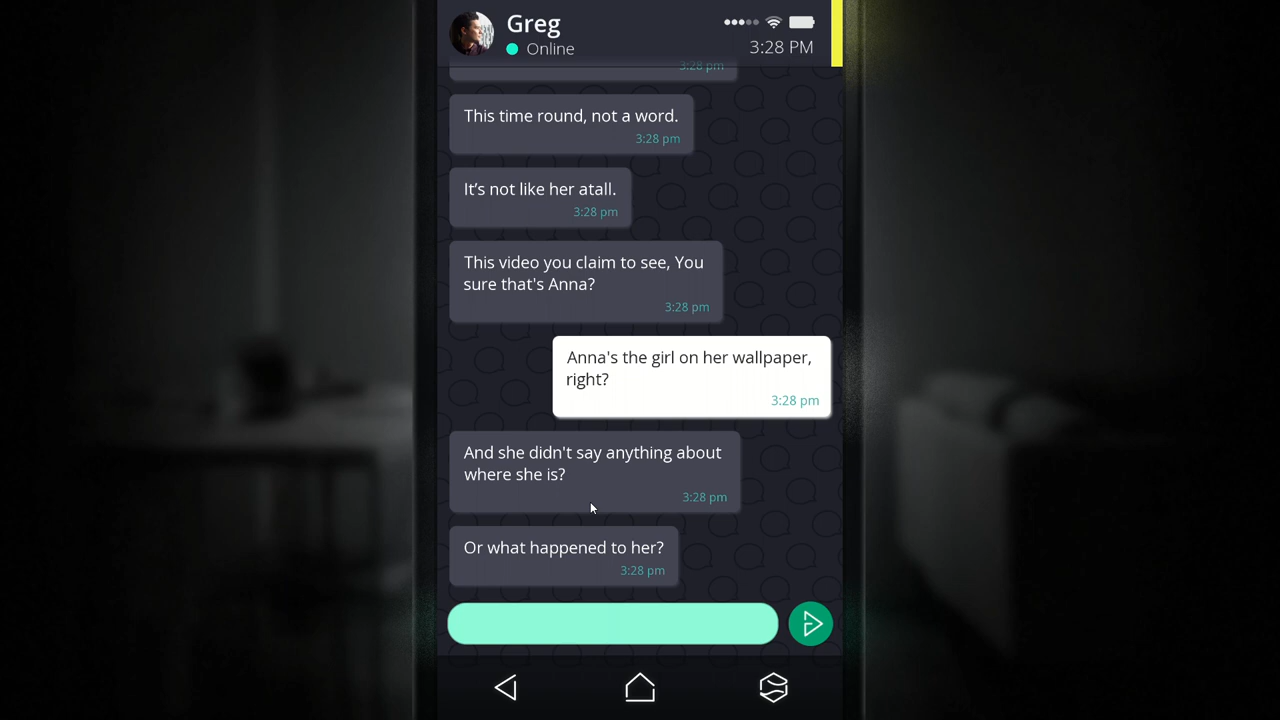 Greg
Online
3:28 PM
3:28 pm
This time round, not a word.
3:28 pm
It’s not like her atall.
3:28 pm
This video you claim to see, You
sure that's Anna?
3:28 pm
Anna's the girl on her wallpaper,
right?
3:28 pm
And she didn't say anything about
where she is?
3:28 pm
Or what happened to her?
3:28 pm